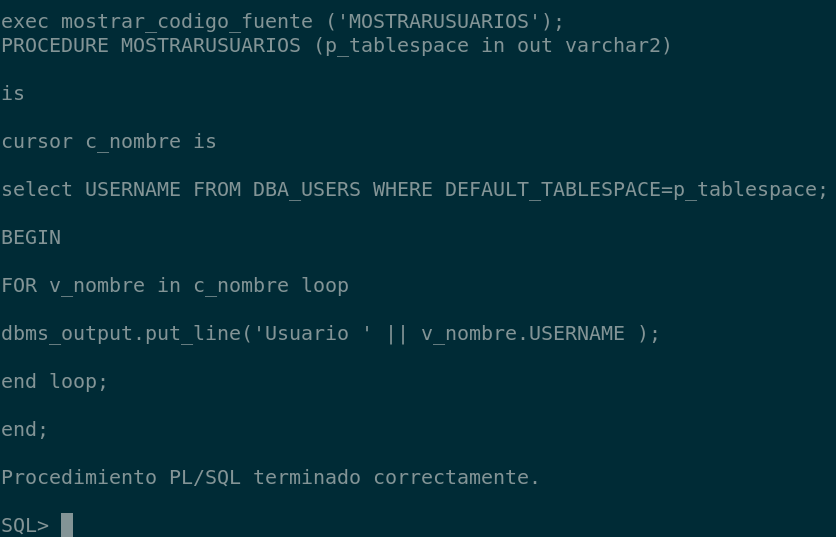 exec mostrar_codigo_fuente ('MOSTRARUSUARIOS');
PROCEDURE MOSTRARUSUARIOS (p_tablespace in out varchar2)
is
cursor c_nombre is
select USERNAME FROM DBA_USERS WHERE DEFAULT_TABLESPACE=p_tablespace;
BEGIN
FOR v_nombre in c_nombre loop
dbms_output.put_line('Usuario ' || v_nombre.USERNAME );
end loop;
end;
Procedimiento PL/SQL terminado correctamente.
SQL>